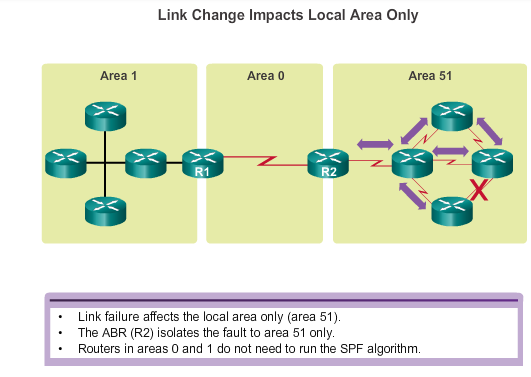 Link Change Impacts Local Area Only
Area 1
Area 0
Area 51
R1
R2
X
• Link failure affects the local area only (area 51).
• The ABR (R2) isolates the fault to area 51 only.
• Routers in areas 0 and 1 do not need to run the SPF algorithm.